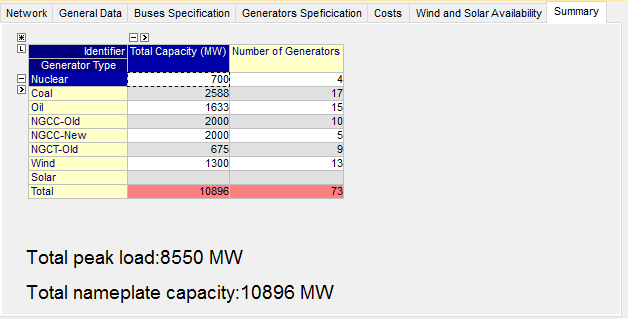 Network General Data Buses Specification Generators Speficication Costs Wind and Solar Availability Summary
Identifier Total Capacity (MW) Number of Generators
Generator Type
Nuclear 700 4
Coal 2588 17
Oil 1633 15
NGCC-Old 2000 10
NGCC-New 2000 5
NGCT-Old 675 9
Wind 1300 13
Solar
Total 10896 73
Total peak load:8550 MW
Total nameplate capacity:10896 MW